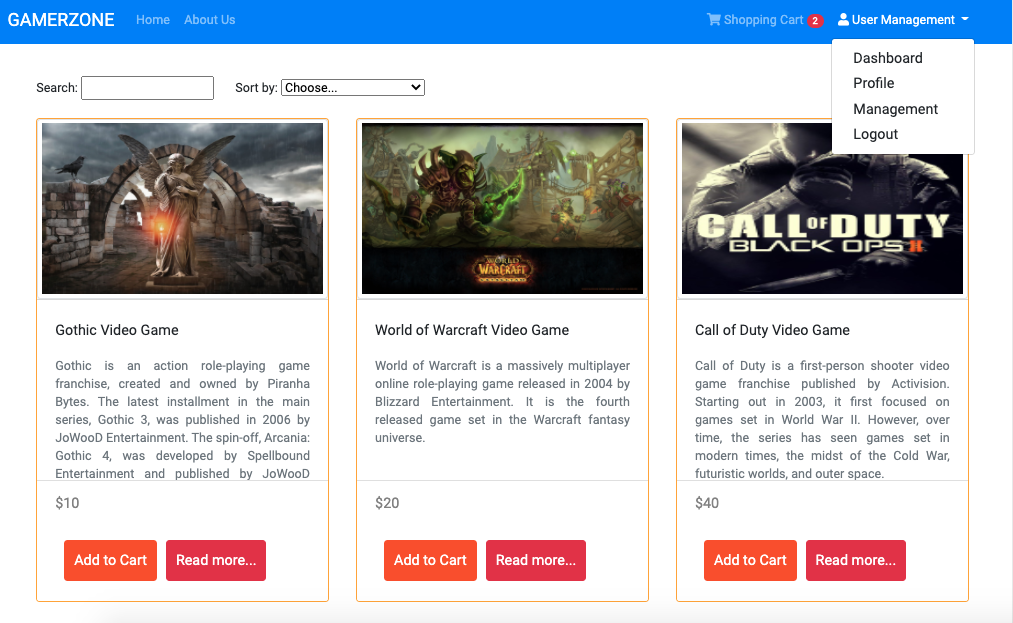 GAMERZONE Home About Us Shopping Cart 2 User Management
Dashboard
Profile
Management
Logout
Search: Sort by: Choose...
WORLD
WARCRAFT
CALL OF DUTY
BLACK OPS II
Gothic Video Game
Gothic is an action role-playing game
franchise, created and owned by Piranha
Bytes. The latest installment in the main
series, Gothic 3, was published in 2006 by
JoWooD Entertainment. The spin-off, Arcania:
Gothic 4, was developed by Spellbound
Entertainment and published by JoWooD
$10
Add to Cart Read more...
World of Warcraft Video Game
World of Warcraft is a massively multiplayer
online role-playing game released in 2004 by
Blizzard Entertainment. It is the fourth
released game set in the Warcraft fantasy
universe.
$20
Add to Cart Read more...
Call of Duty Video Game
Call of Duty is a first-person shooter video
game franchise published by Activision.
Starting out in 2003, it first focused on
games set in World War II. However, over
time, the series has seen games set in
modern times, the midst of the Cold War,
futuristic worlds, and outer space.
$40
Add to Cart Read more...